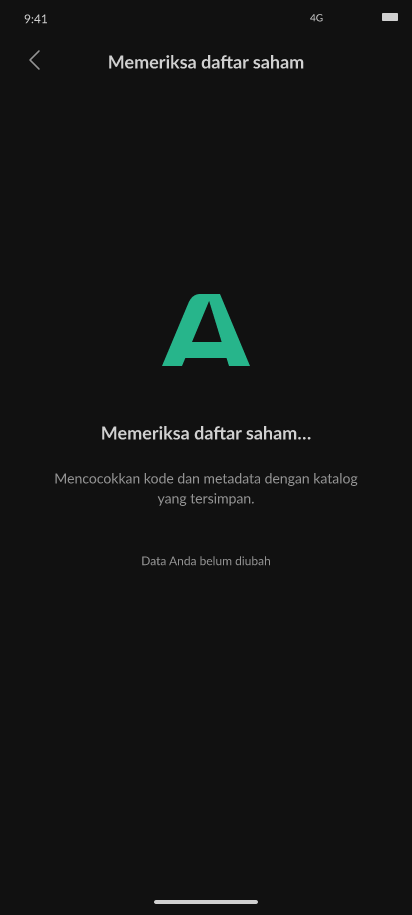 9:41
4G
Memeriksa daftar saham
Memeriksa daftar saham...
Mencocokkan kode dan metadata dengan katalog
yang tersimpan.
Data Anda belum diubah